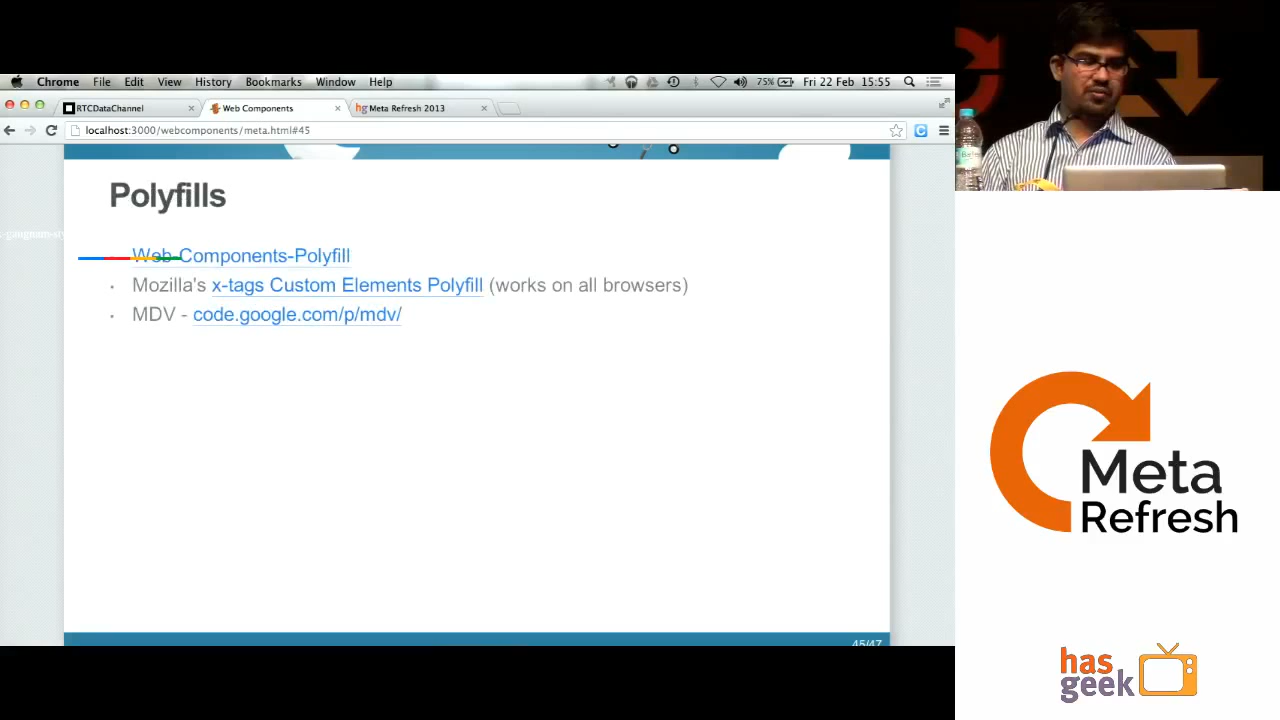 Chrome File Edit View History Bookmarks Window Help 75% Fri 22 Feb 15:55
RTCDataChannel Web Components hg Meta Refresh 2013
localhost:3000/webcomponents/meta.html#45
Polyfills
Web Components-Polyfill
Mozilla's x-tags Custom Elements Polyfill (works on all browsers)
MDV - code.google.com/p/mdv/
45/47
Meta
Refresh
has
geek